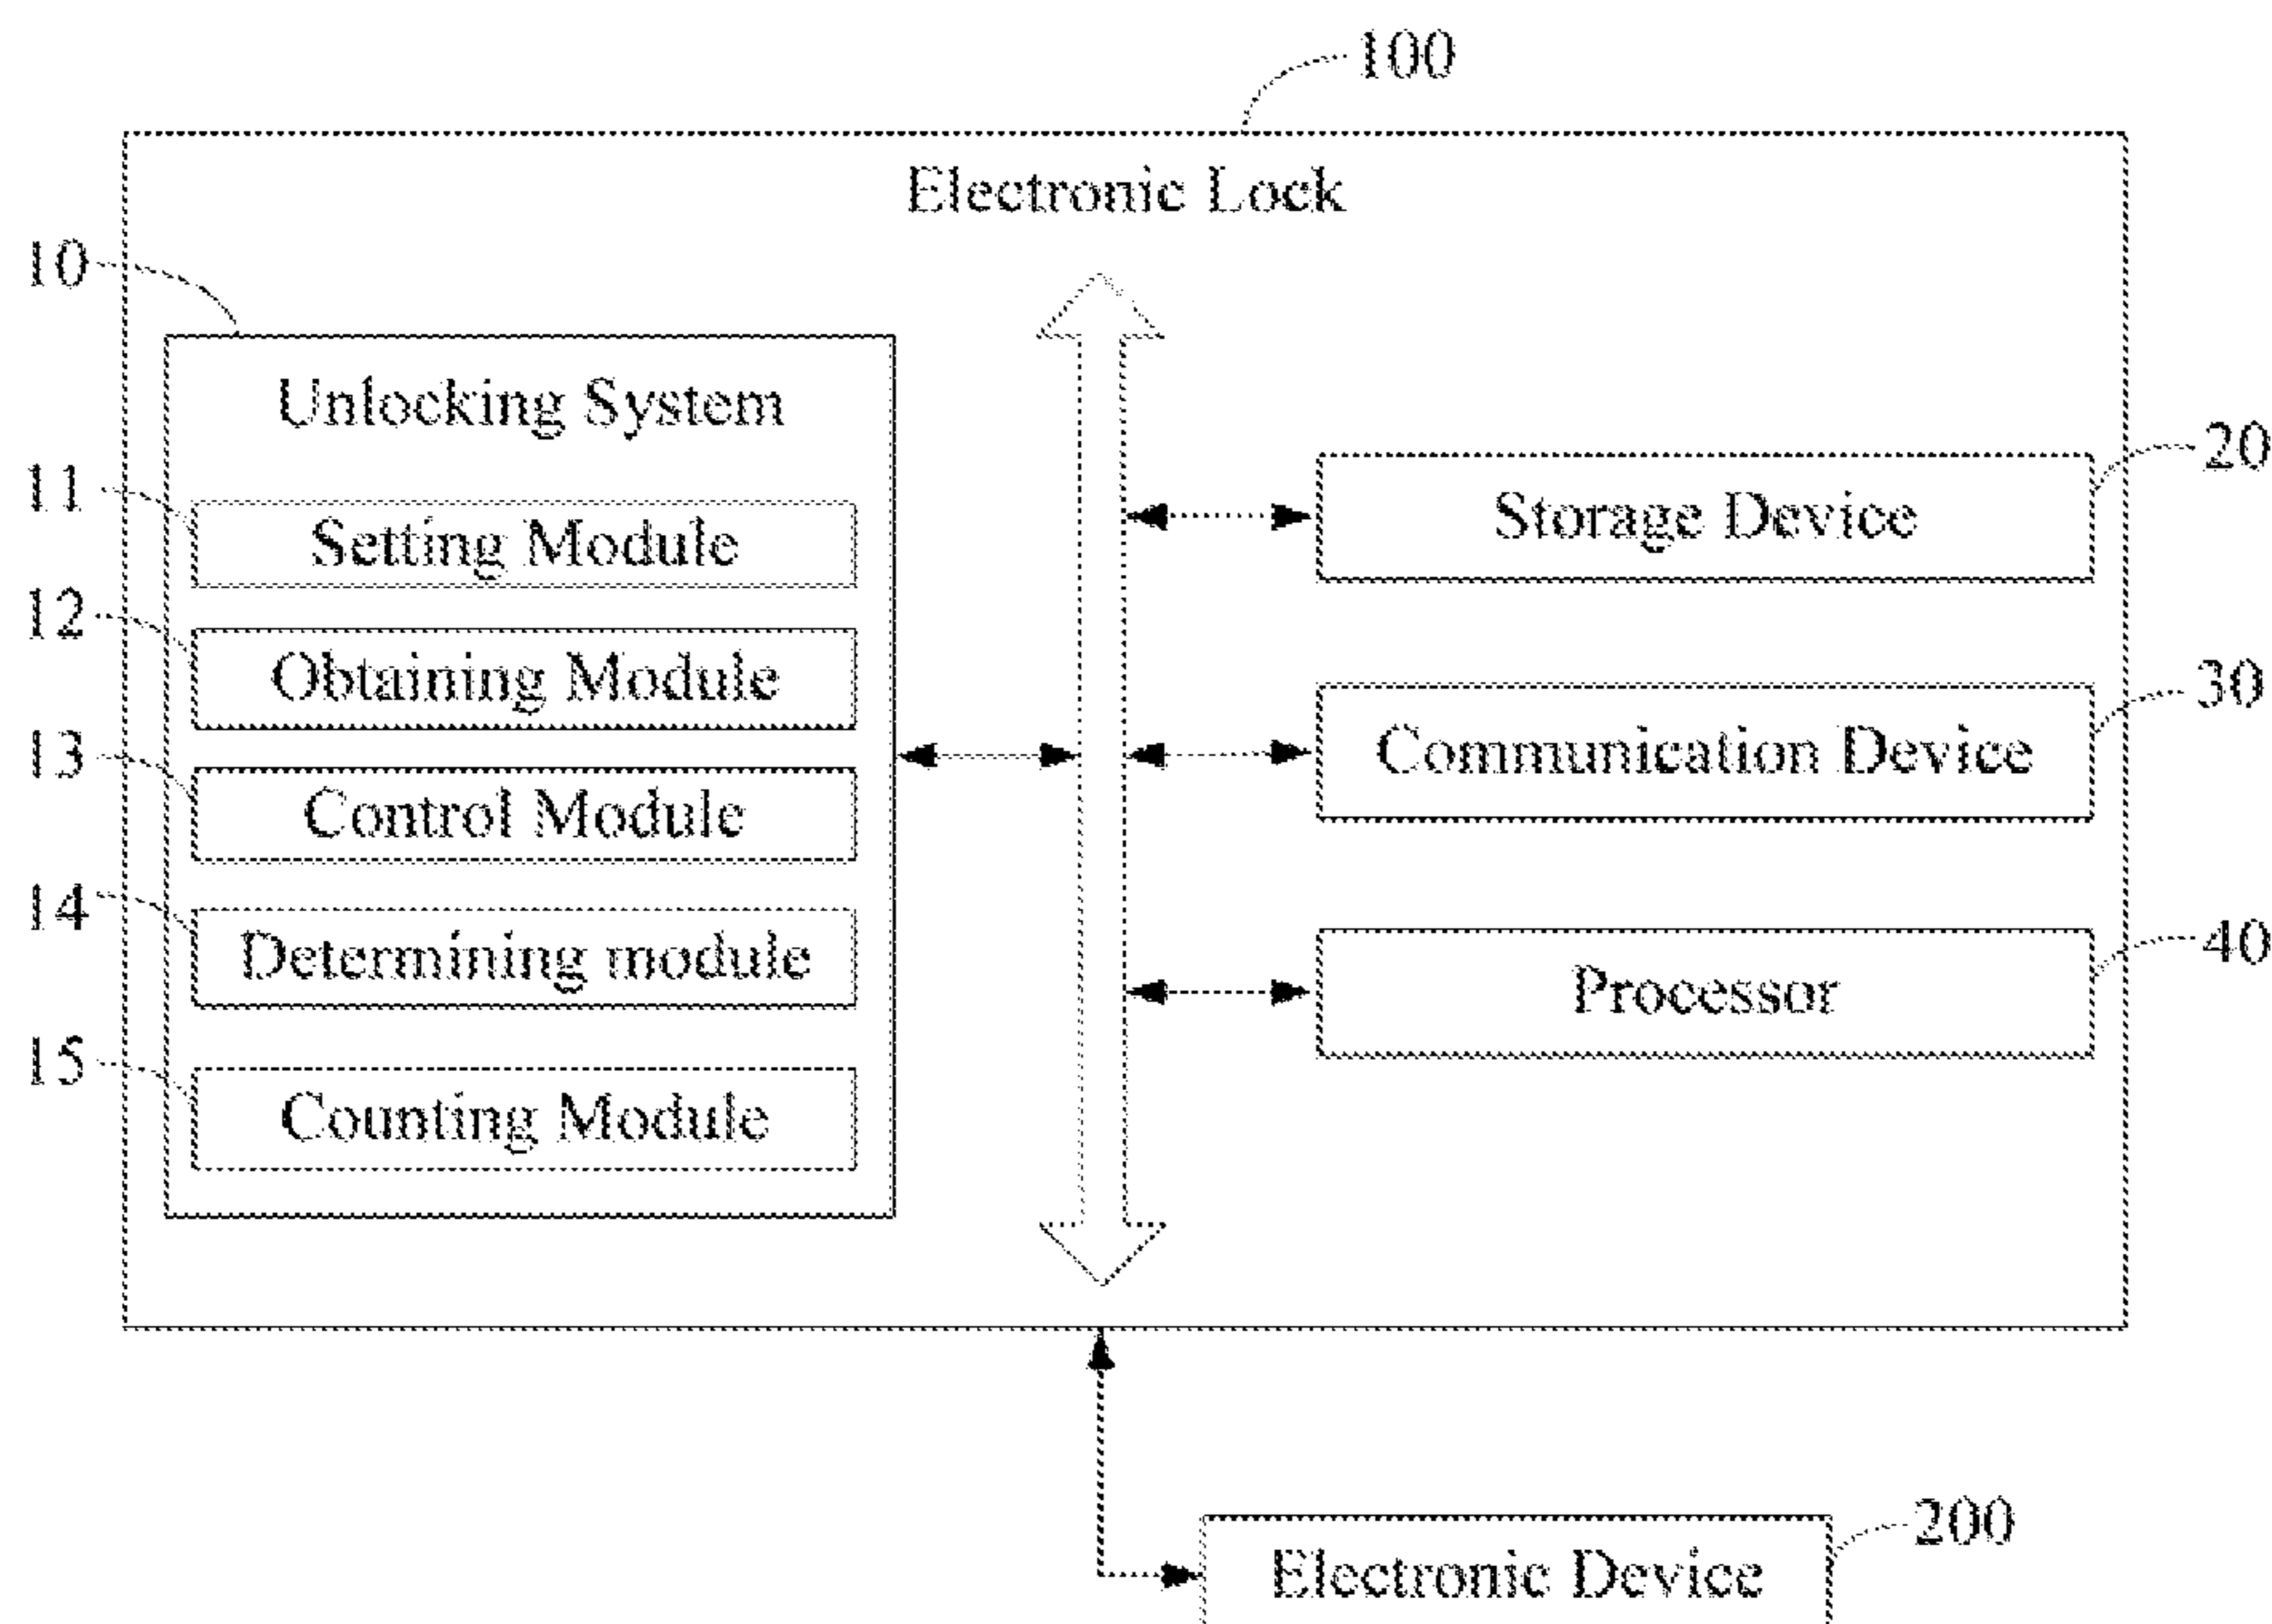 100
Electronic Lock
10
Unlocking System
11
Setting Module
12
Obtaining Module
13
Control Module
14
Determining module
15
Counting Module
20
Storage Device
30
Communication Device
40
Processor
200
Electronic Device